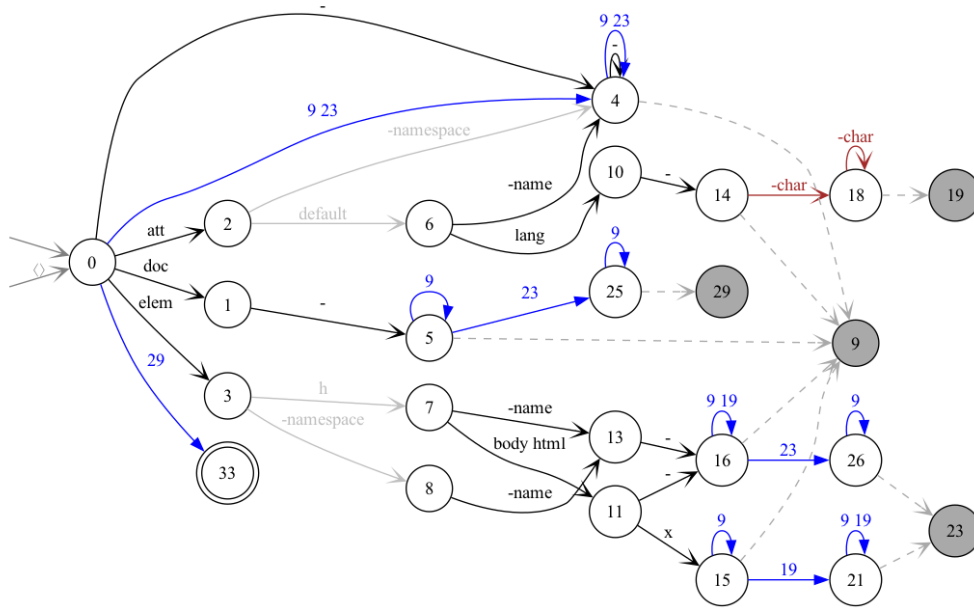 -
9 23
-
4
9 23
-namespace
-char
-name
10
-
14
-char
18
19
att
2
default
6
lang
⟨⟩
0
doc
9
elem
1
-
9
5
23
25
29
9
29
3
h
7
-name
-namespace
body html
13
-
9 19
9
16
23
26
33
8
-name
11
-
x
9
9 19
23
15
19
21